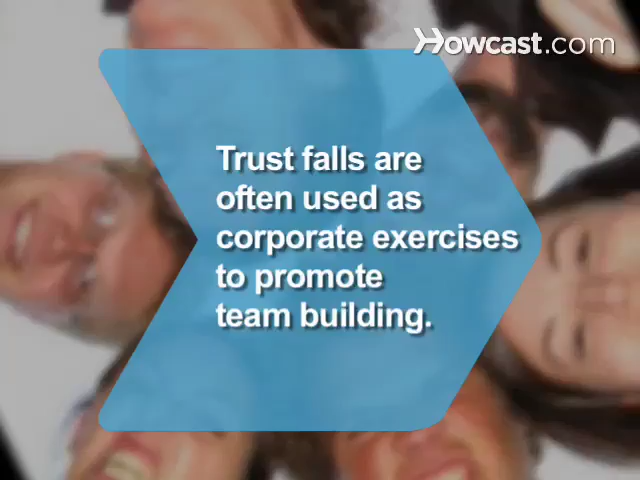 Howcast.com
Trust falls are
often used as
corporate exercises
to promote
team building.